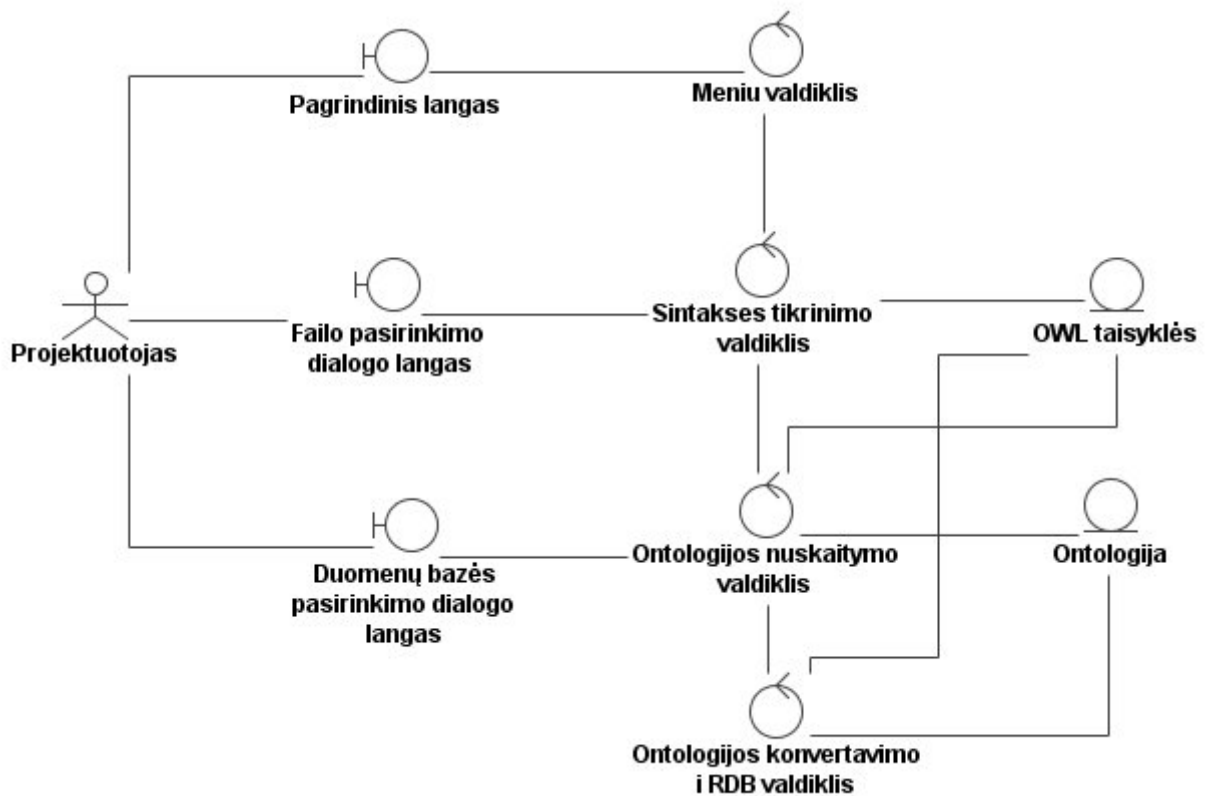 Pagrindinis langas
Meniu valdiklis
Projektuotojas
Failo pasirinkimo
dialogo langas
Sintakses tikrinimo
valdiklis
OWL taisyklės
Duomenų bazės
pasirinkimo dialogo
langas
Ontologijos nuskaitymo
valdiklis
Ontologija
Ontologijos konvertavimo
i RDB valdiklis